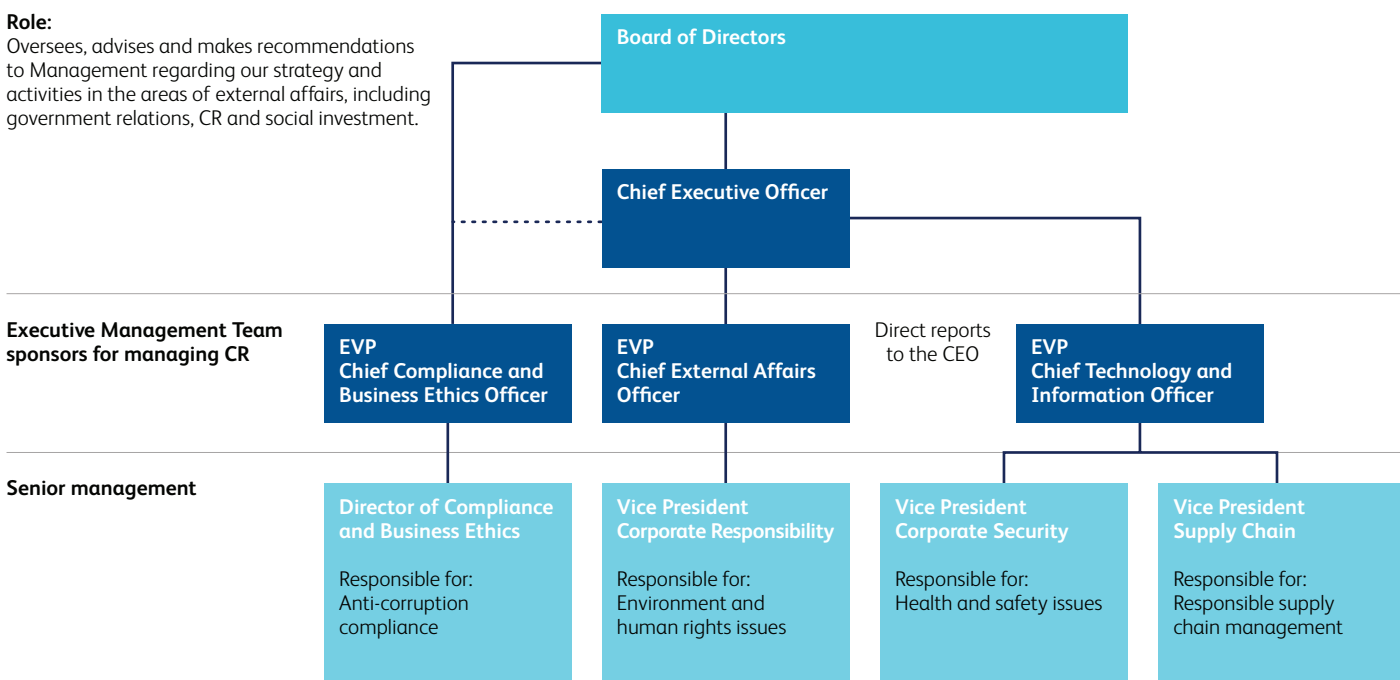 Role:
Oversees, advises and makes recommendations
to Management regarding our strategy and
activities in the areas of external affairs, including
government relations, CR and social investment.
Board of Directors
Chief Executive Officer
Executive Management Team
sponsors for managing CR
EVP
Chief Compliance and
Business Ethics Officer
EVP
Chief External Affairs
Officer
Direct reports
to the CEO
EVP
Chief Technology and
Information Officer
Senior management
Director of Compliance
and Business Ethics
Responsible for:
Anti-corruption
compliance
Vice President
Corporate Responsibility
Responsible for:
Environment and
human rights issues
Vice President
Corporate Security
Responsible for:
Health and safety issues
Vice President
Supply Chain
Responsible for:
Responsible supply
chain management